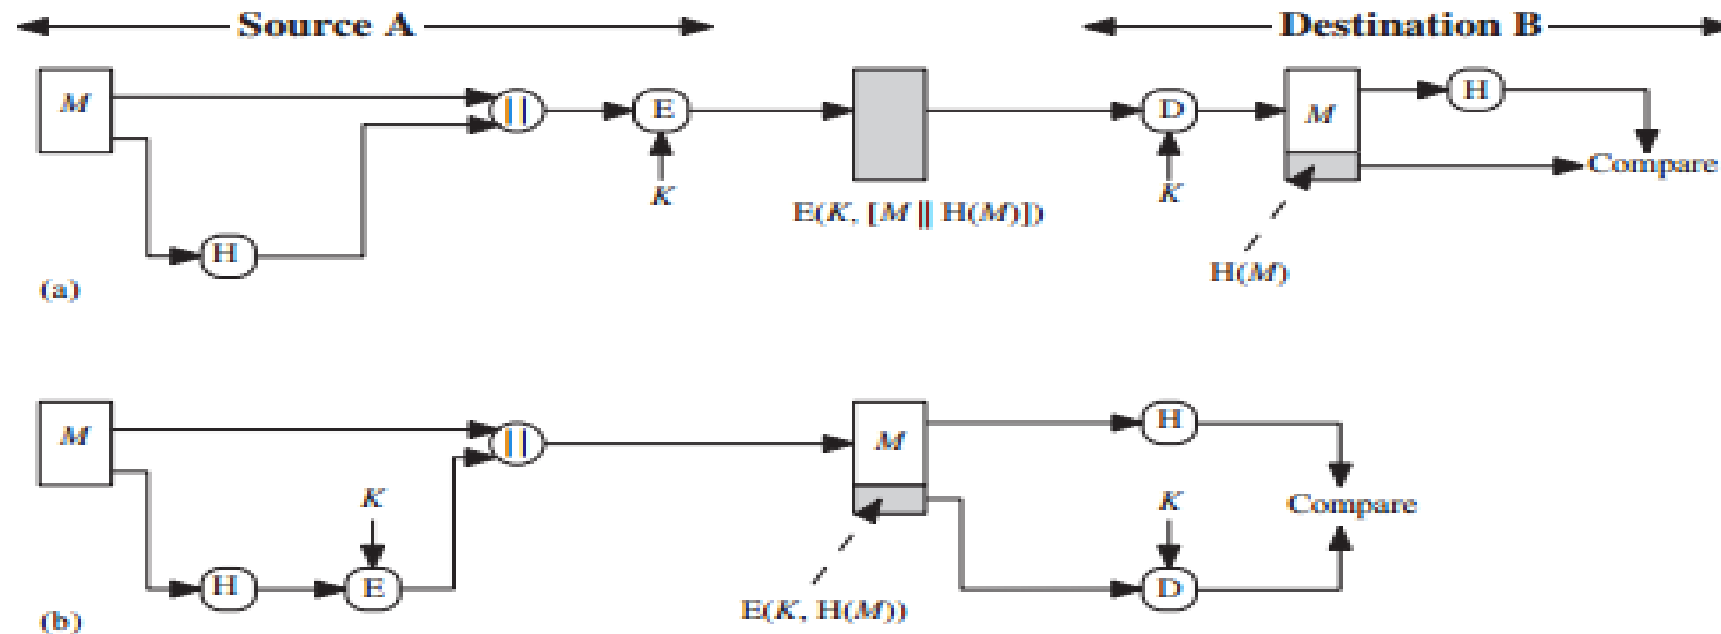 Source A
Destination B
M
||
E
D
M
H
K
K
Compare
E(K, [M || H(M)])
H
H(M)
(a)
M
||
M
H
K
K
Compare
H
E
D
E(K, H(M))
(b)